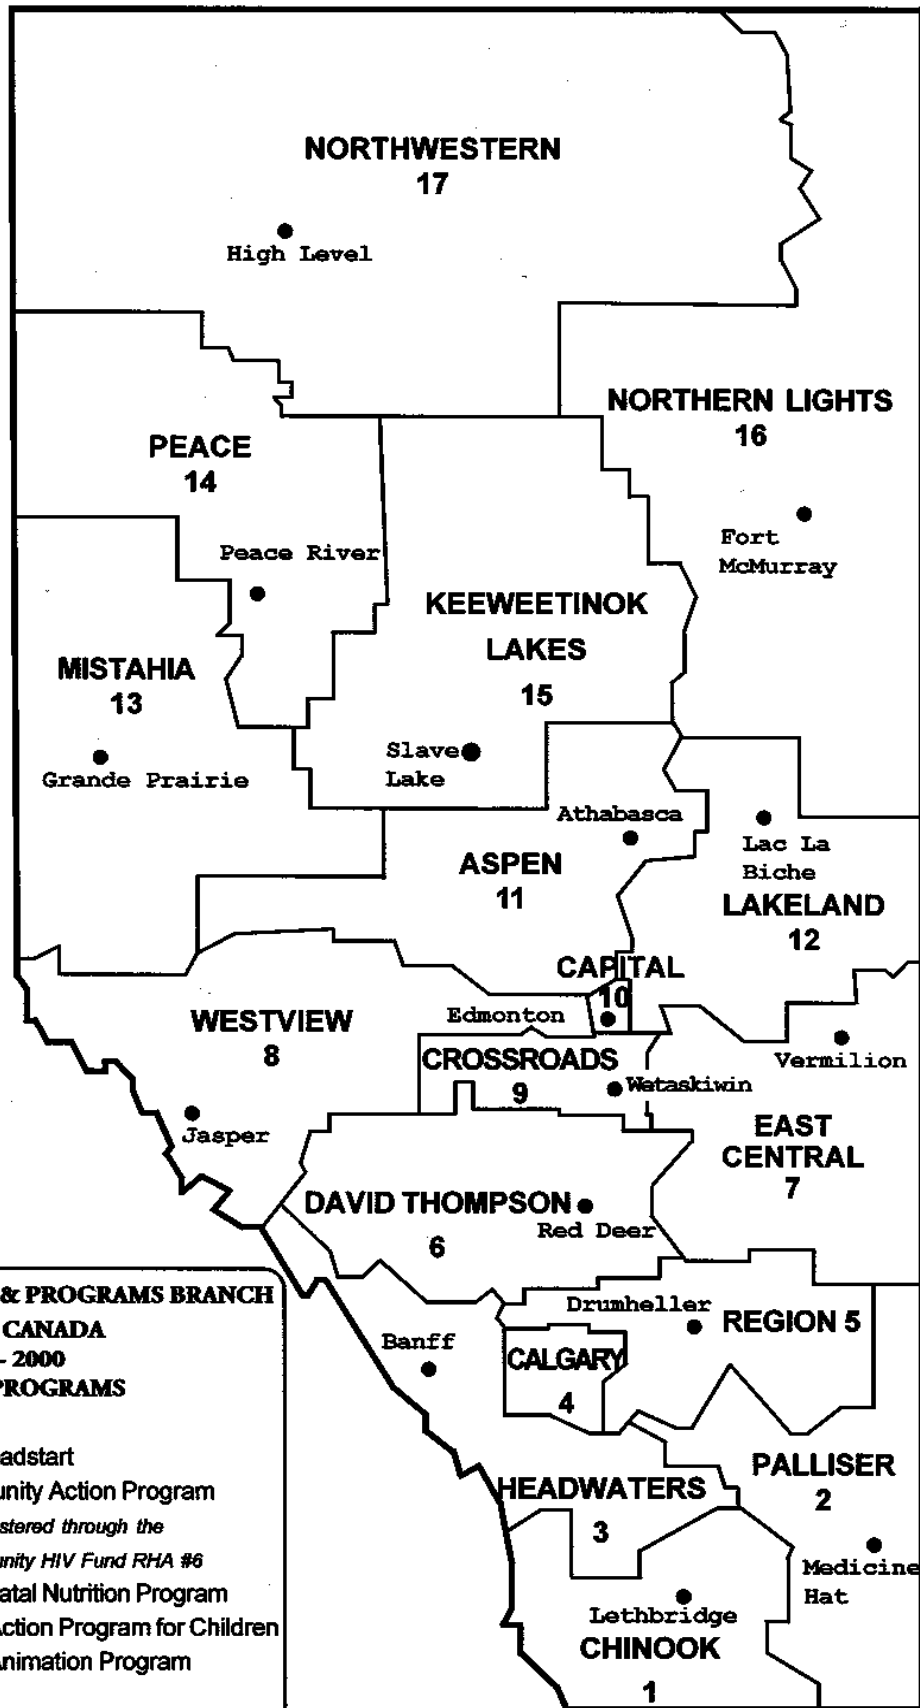 NORTHWESTERN
17
High Level
NORTHERN LIGHTS
16
PEACE
14
Fort
McMurray
Peace River
KEEWEETINOK
LAKES
15
MISTAHIA
13
Slave
Lake
Grande Prairie
Athabasca
Lac La
Biche
ASPEN
11
LAKELAND
12
CAPITAL
10
WESTVIEW
8
Edmonton
CROSSROADS
9
Vermilion
Wetaskiwin
Jasper
EAST
CENTRAL
7
DAVID THOMPSON
6
Red Deer
& PROGRAMS BRANCH
CANADA
- 2000
PROGRAMS
Drumheller
REGION 5
Banff
CALGARY
4
adstart
unity Action Program
stered through the
unity HIV Fund RHA #6
atal Nutrition Program
Action Program for Children
Animation Program
HEADWATERS
3
PALLISER
2
Medicine
Hat
Lethbridge
CHINOOK
1